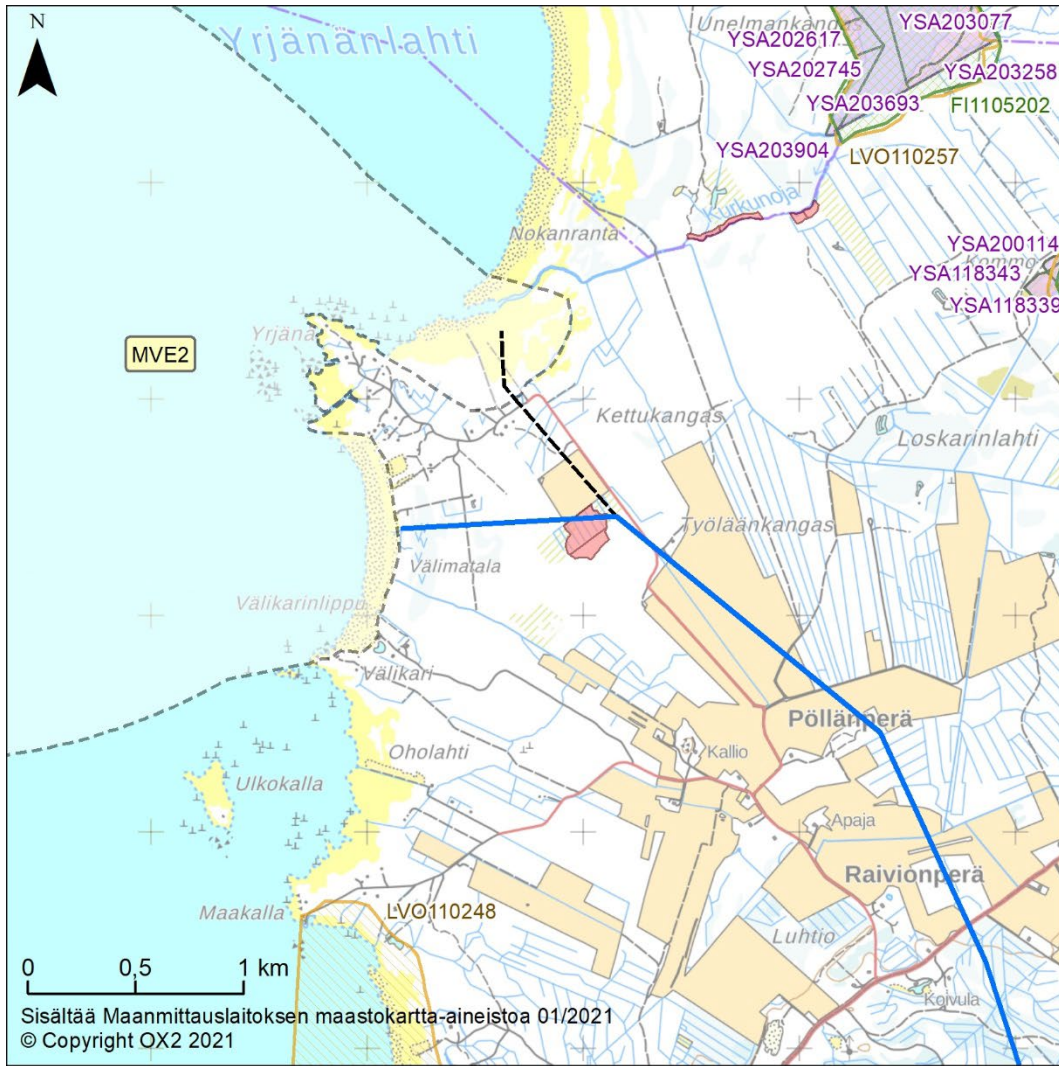 N
Yrjänänlahti
Unelmankangas
YSA203077
YSA202617
YSA202745
YSA203258
YSA203693
FI1105202
YSA203904
LVO110257
Kurkunoja
Nokanranta
YSA200114
Kommo
YSA118343
YSA118339
Yrjänä
MVE2
Kettukangas
Loskarinlahti
Työläänkangas
Välimatala
Välikarinlippu
Välikari
Pöllänperä
Oholahti
Kallio
Ulkokalla
Apaja
Raivionperä
Maakalla
LVO110248
Luhtio
0 0,5 1 km
Koivula
Sisältää Maanmittauslaitoksen maastokartta-aineistoa 01/2021
© Copyright OX2 2021